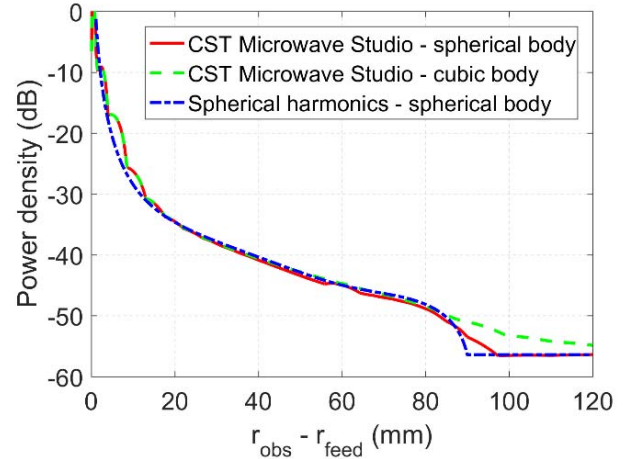 0
-10
-20
-30
-40
-50
-60
Power density (dB)
CST Microwave Studio - spherical body
CST Microwave Studio - cubic body
Spherical harmonics - spherical body
0 20 40 60 80 100 120
r_obs - r_feed (mm)